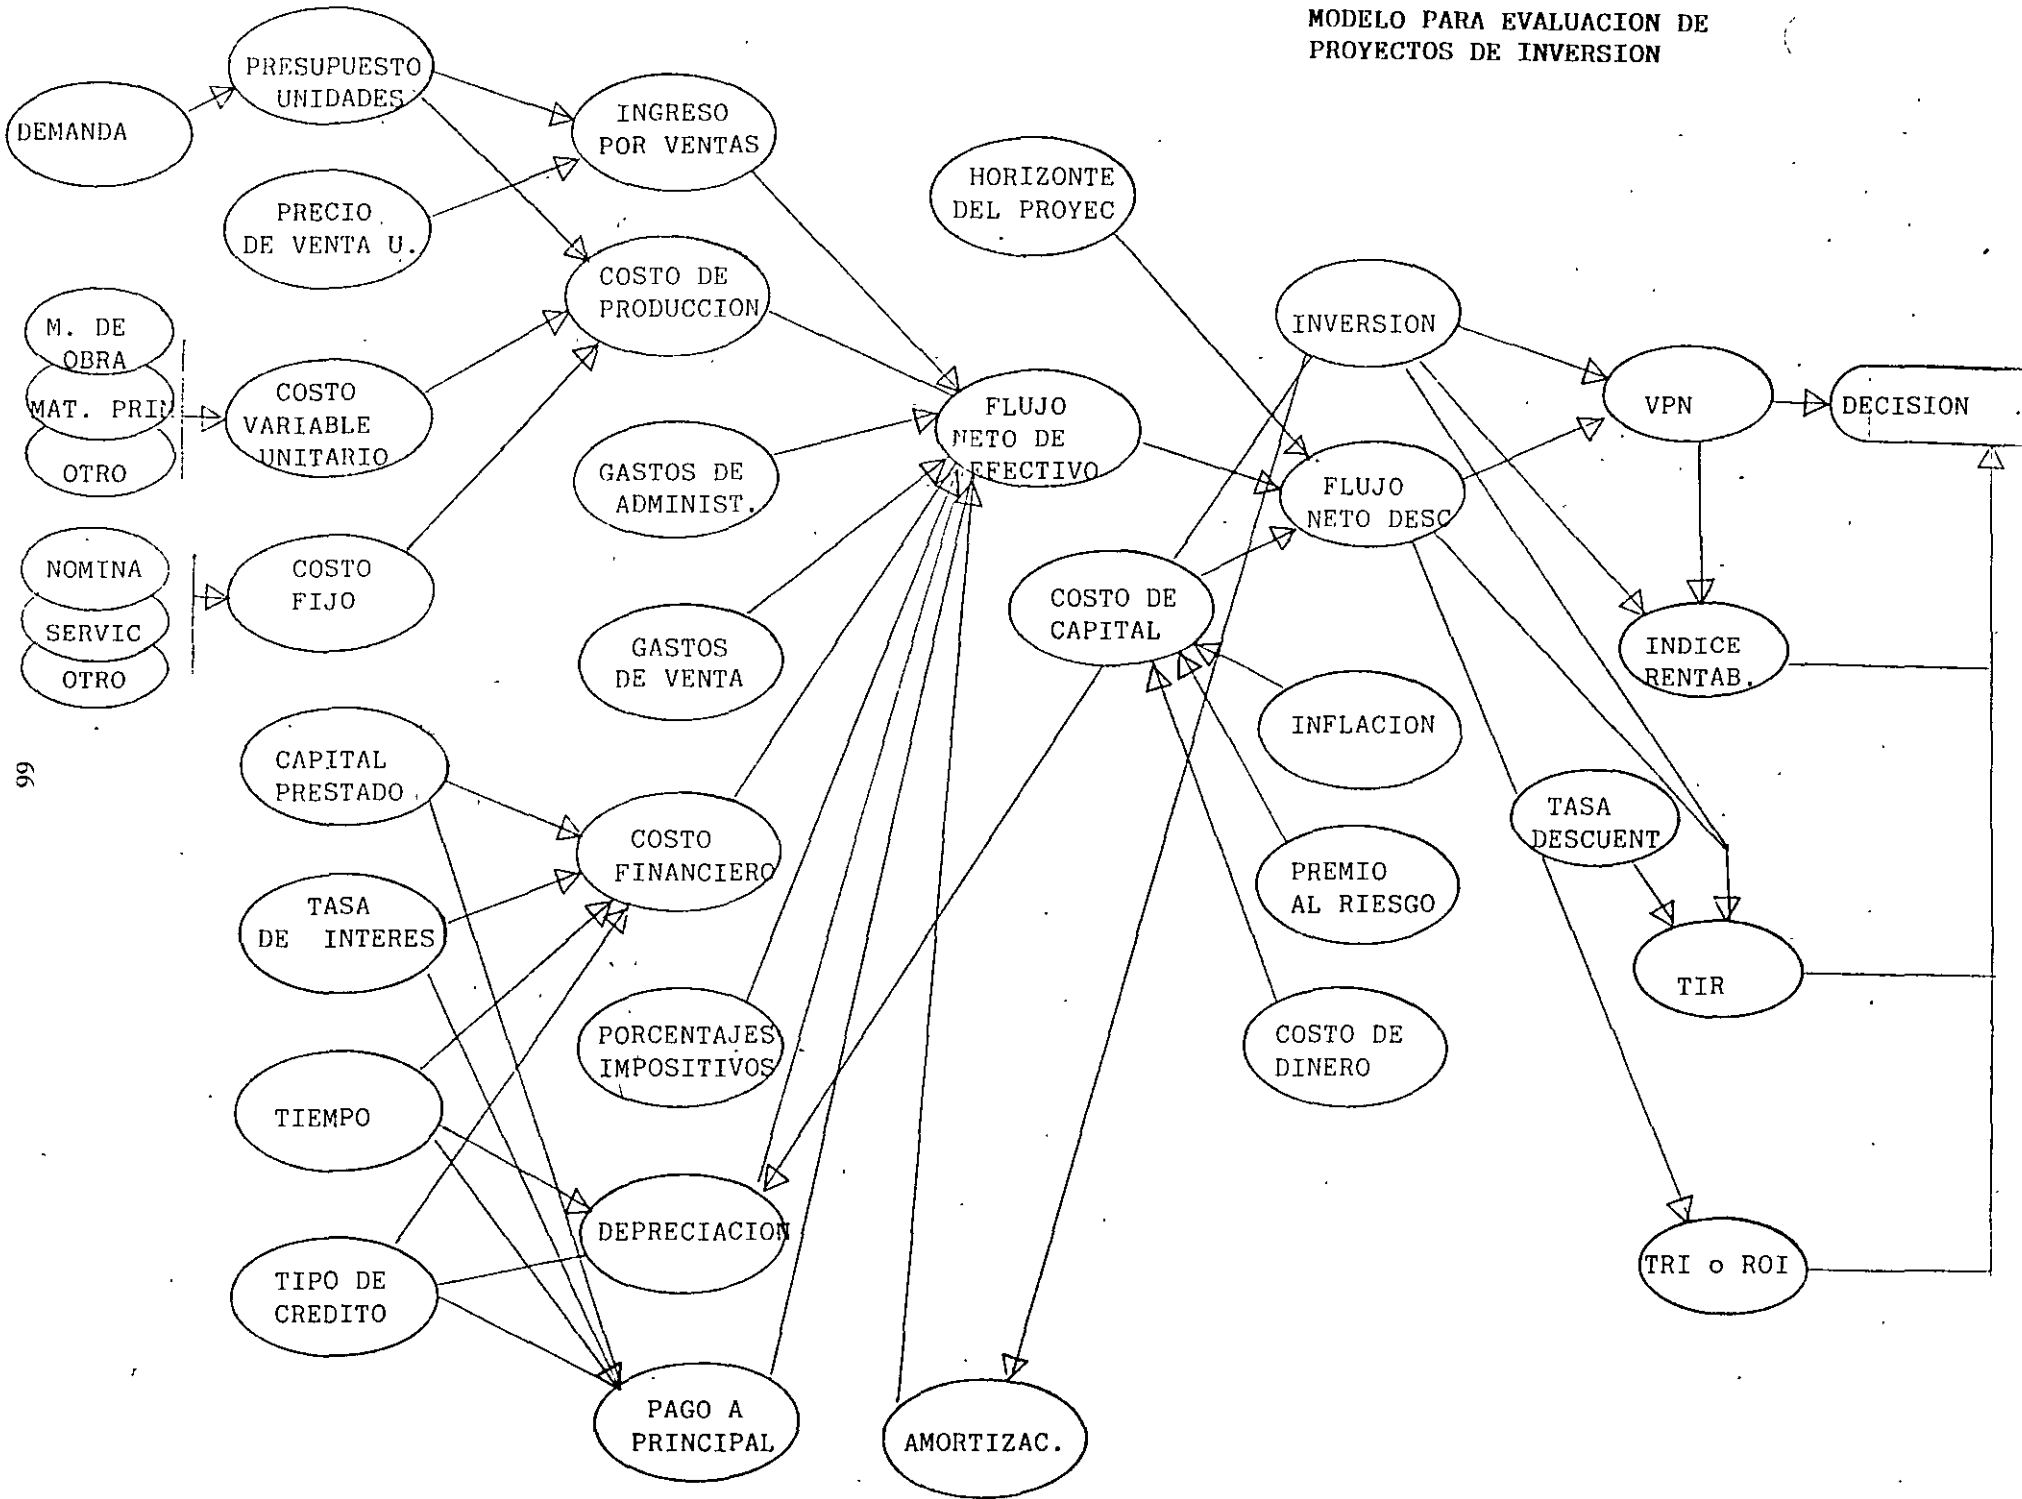 MODELO PARA EVALUACION DE
PROYECTOS DE INVERSION
DEMANDA
PRESUPUESTO
UNIDADES
INGRESO
POR VENTAS
PRECIO
DE VENTA U.
HORIZONTE
DEL PROYEC
COSTO DE
PRODUCCION
M. DE
OBRA
MAT. PRIM
OTRO
COSTO
VARIABLE
UNITARIO
INVERSION
VPN
DECISION
FLUJO
NETO DE
EFECTIVO
GASTOS DE
ADMINIST.
FLUJO
NETO DESC
NOMINA
SERVIC
OTRO
COSTO
FIJO
COSTO DE
CAPITAL
GASTOS
DE VENTA
INDICE
RENTAB.
INFLACION
66
CAPITAL
PRESTADO
COSTO
FINANCIERO
TASA
DESCUENT
PREMIO
AL RIESGO
TASA
DE INTERES
TIR
PORCENTAJES
IMPOSITIVOS
COSTO DE
DINERO
TIEMPO
DEPRECIACION
TIPO DE
CREDITO
TRI o ROI
PAGO A
PRINCIPAL
AMORTIZAC.